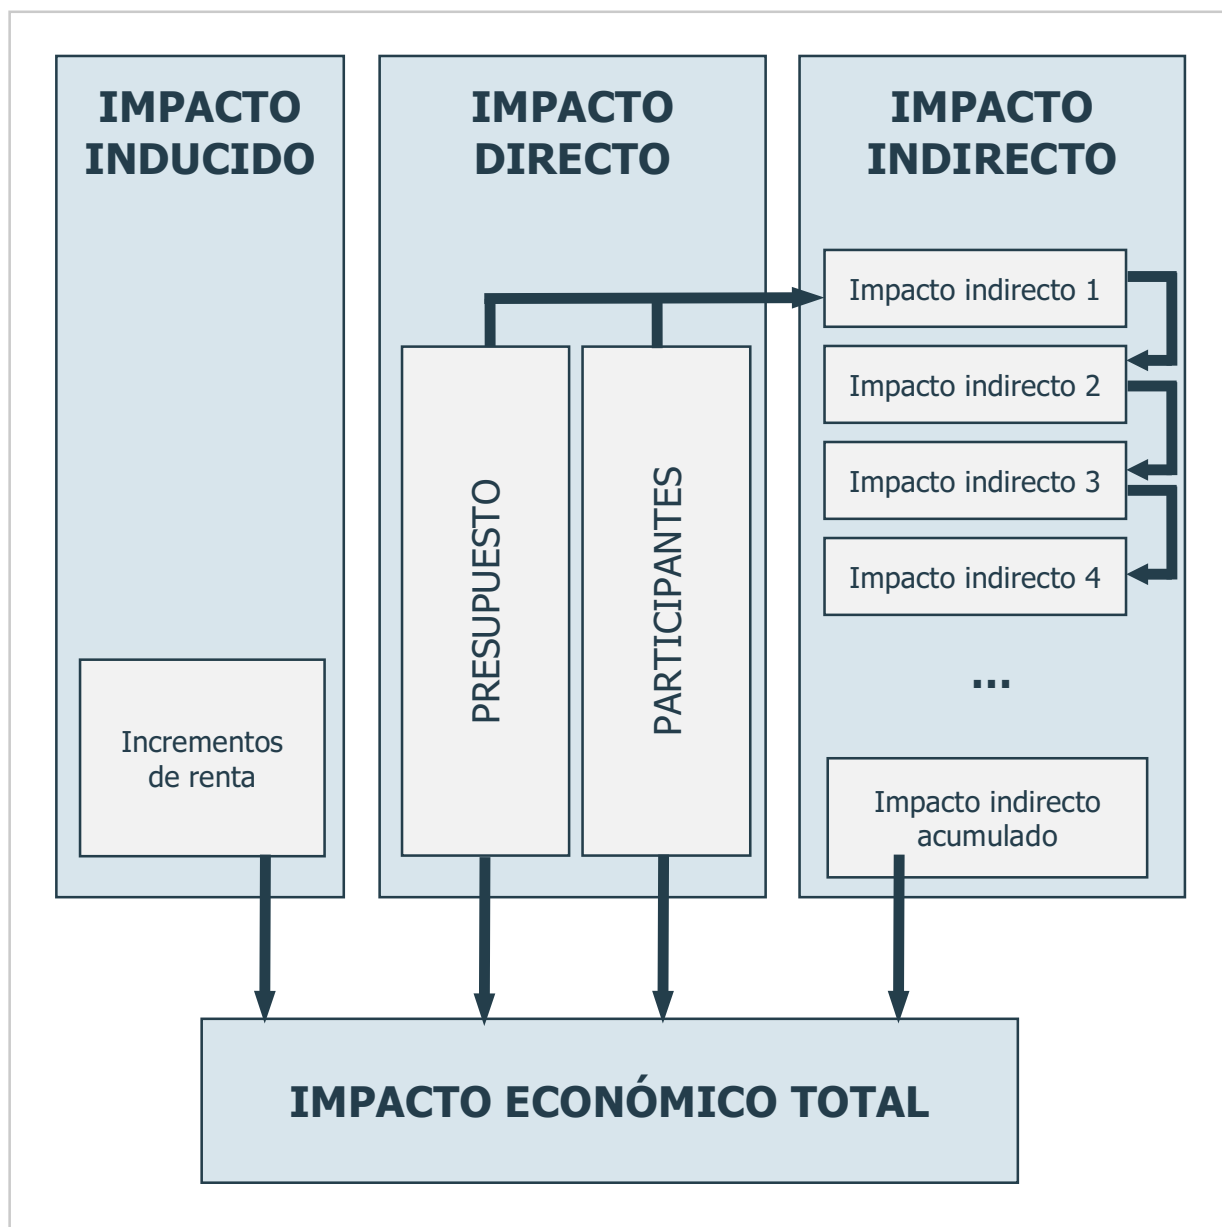 IMPACTO
INDUCIDO
Incrementos
de renta
IMPACTO
DIRECTO
PRESUPUESTO
PARTICIPANTES
IMPACTO
INDIRECTO
Impacto indirecto 1
Impacto indirecto 2
Impacto indirecto 3
Impacto indirecto 4
...
Impacto indirecto
acumulado
IMPACTO ECONÓMICO TOTAL